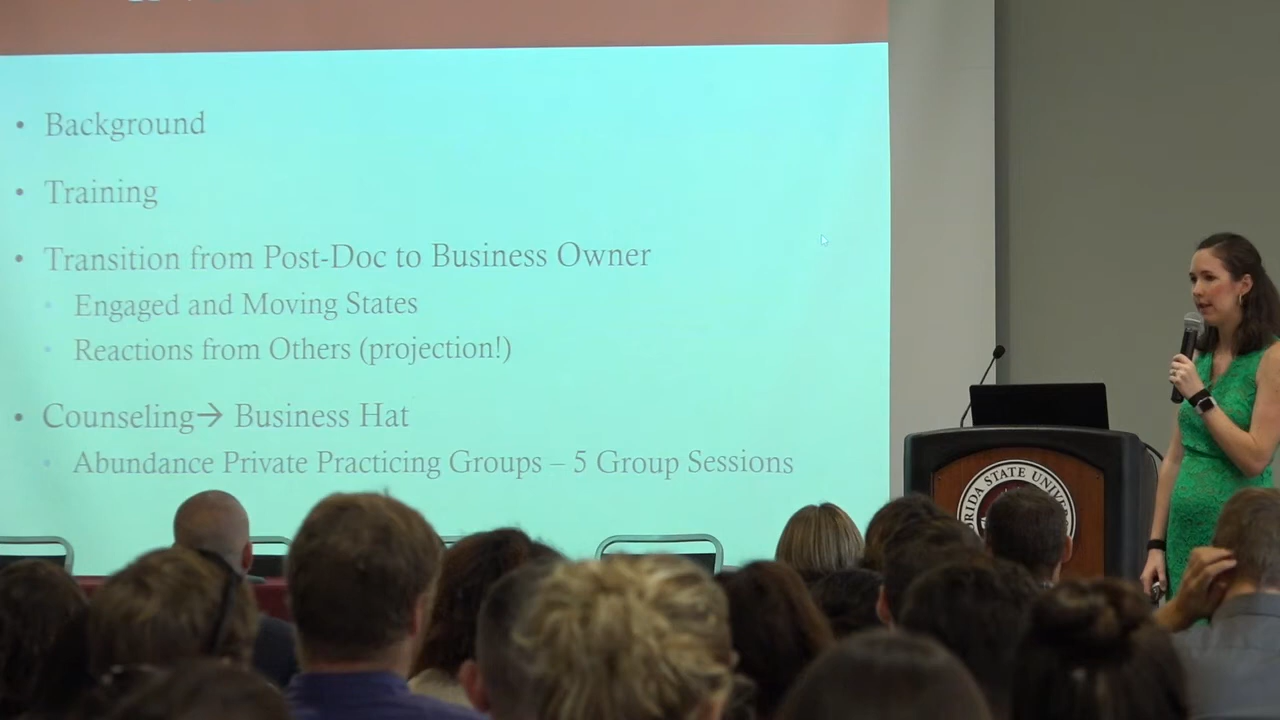 • Background
• Training
• Transition from Post-Doc to Business Owner
• Engaged and Moving States
• Reactions from Others (projection!)
• Counseling→ Business Hat
• Abundance Private Practicing Groups – 5 Group Sessions
STATE